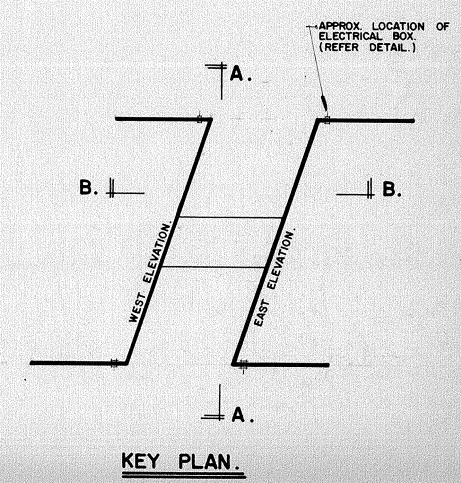 APPROX. LOCATION OF
ELECTRICAL BOX.
(REFER DETAIL.)
A.
B.
B.
WEST ELEVATION.
EAST ELEVATION.
A.
KEY PLAN.